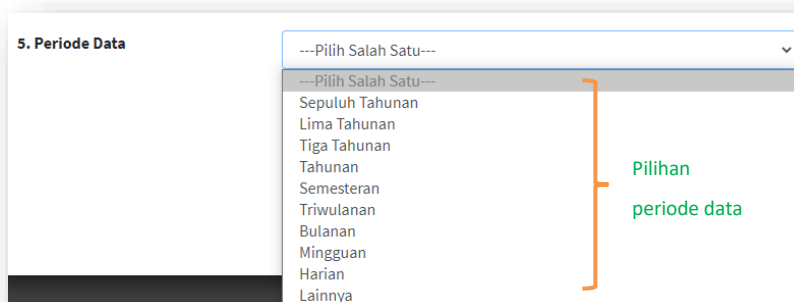 5. Periode Data
---Pilih Salah Satu---
---Pilih Salah Satu---
Sepuluh Tahunan
Lima Tahunan
Tiga Tahunan
Tahunan
Semesteran
Triwulanan
Bulanan
Mingguan
Harian
Lainnya
Pilihan
periode data